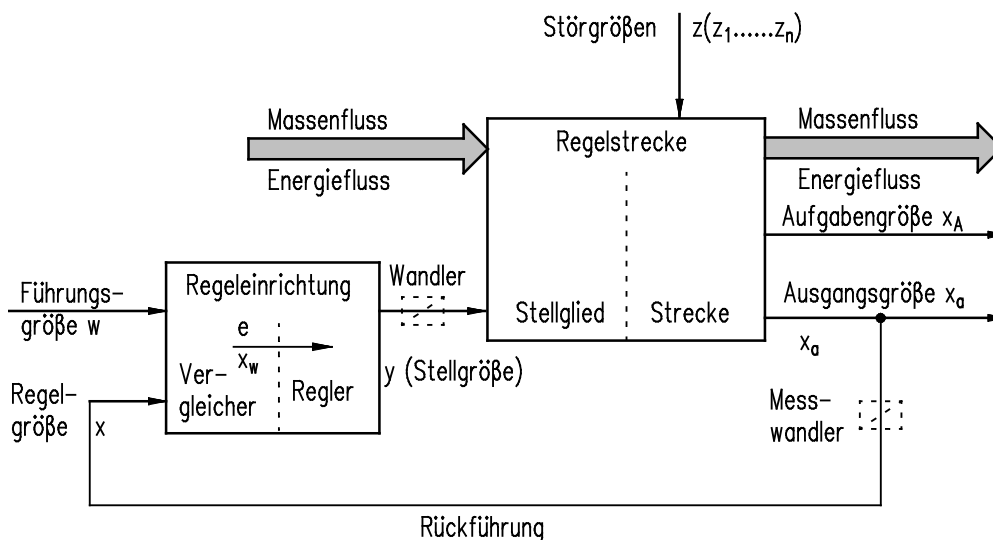 Störgrößen
z(z1......zn)
Massenfluss
Energiefluss
Regelstrecke
Massenfluss
Energiefluss
Aufgabengröße xA
Führungs-
größe w
Regeleinrichtung
Wandler
Stellglied
Strecke
Ausgangsgröße xa
xa
e
xw
Ver-
gleicher
Regler
y (Stellgröße)
Regel-
größe
x
Mess-
wandler
Rückführung